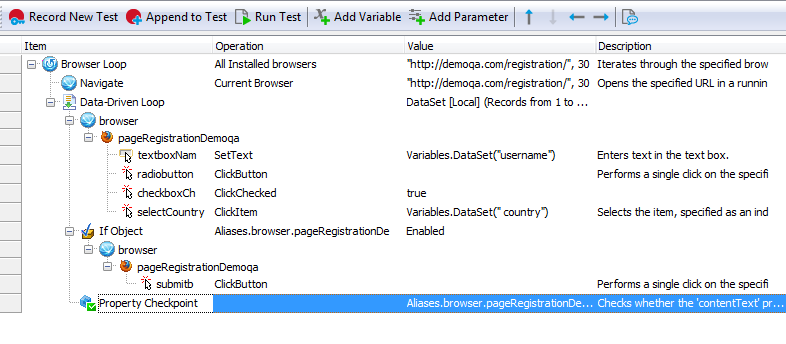 Record New Test Append to Test Run Test Add Variable Add Parameter
Item Operation Value Description
Browser Loop All Installed browsers "http://demoqa.com/registration/", 30 Iterates through the specified brow
Navigate Current Browser "http://demoqa.com/registration/", 30 Opens the specified URL in a runnin
Data-Driven Loop DataSet [Local] (Records from 1 to ...
browser
pageRegistrationDemoqa
textboxNam SetText Variables.DataSet("username") Enters text in the text box.
radiobutton ClickButton Performs a single click on the specifi
checkboxCh ClickChecked true
selectCountry ClickItem Variables.DataSet(" country") Selects the item, specified as an ind
If Object Aliases.browser.pageRegistrationDe Enabled
browser
pageRegistrationDemoqa
submitb ClickButton Performs a single click on the specifi
Property Checkpoint Aliases.browser.pageRegistrationDe... Checks whether the 'contentText' pr...